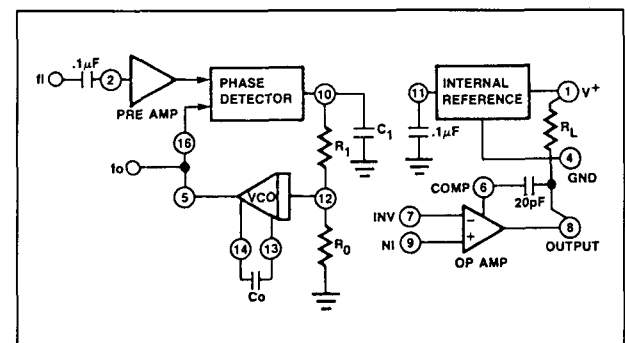 .1μF
fI
2
PRE AMP
PHASE
DETECTOR
10
C1
R1
16
fo
5
VCO
12
14
13
Co
R0
11
INTERNAL
REFERENCE
1
V+
.1μF
RL
4
GND
COMP
6
20pF
INV
7
−
NI
9
+
OP AMP
8
OUTPUT